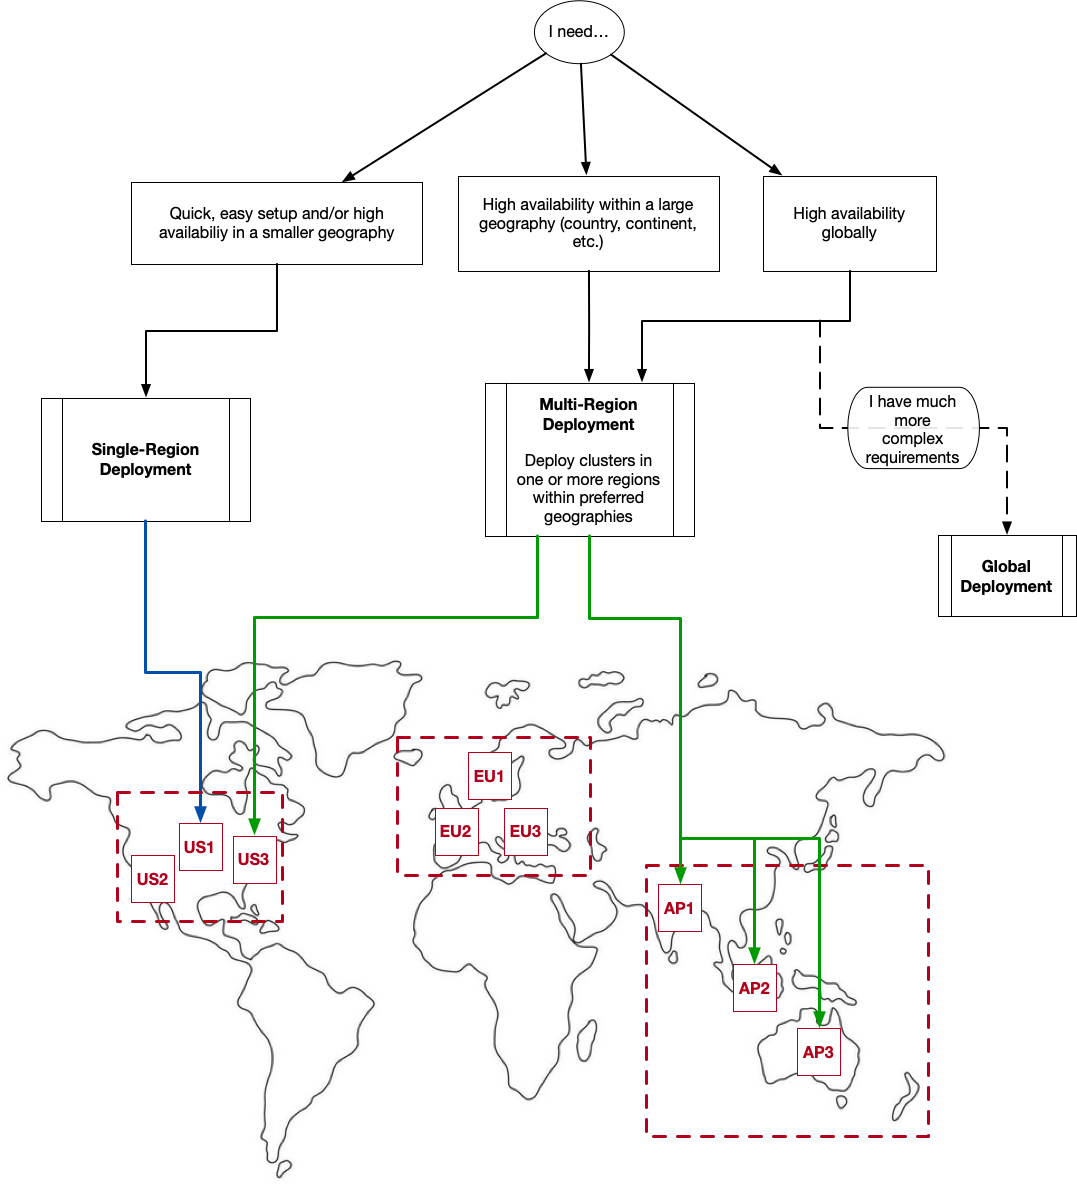 I need…
Quick, easy setup and/or high
availabiliy in a smaller geography
High availability within a large
geography (country, continent,
etc.)
High availability
globally
Single-Region
Deployment
Multi-Region
Deployment
Deploy clusters in
one or more regions
within preferred
geographies
I have much
more
complex
requirements
Global
Deployment
EU1
EU2
EU3
US1
US3
US2
AP1
AP2
AP3